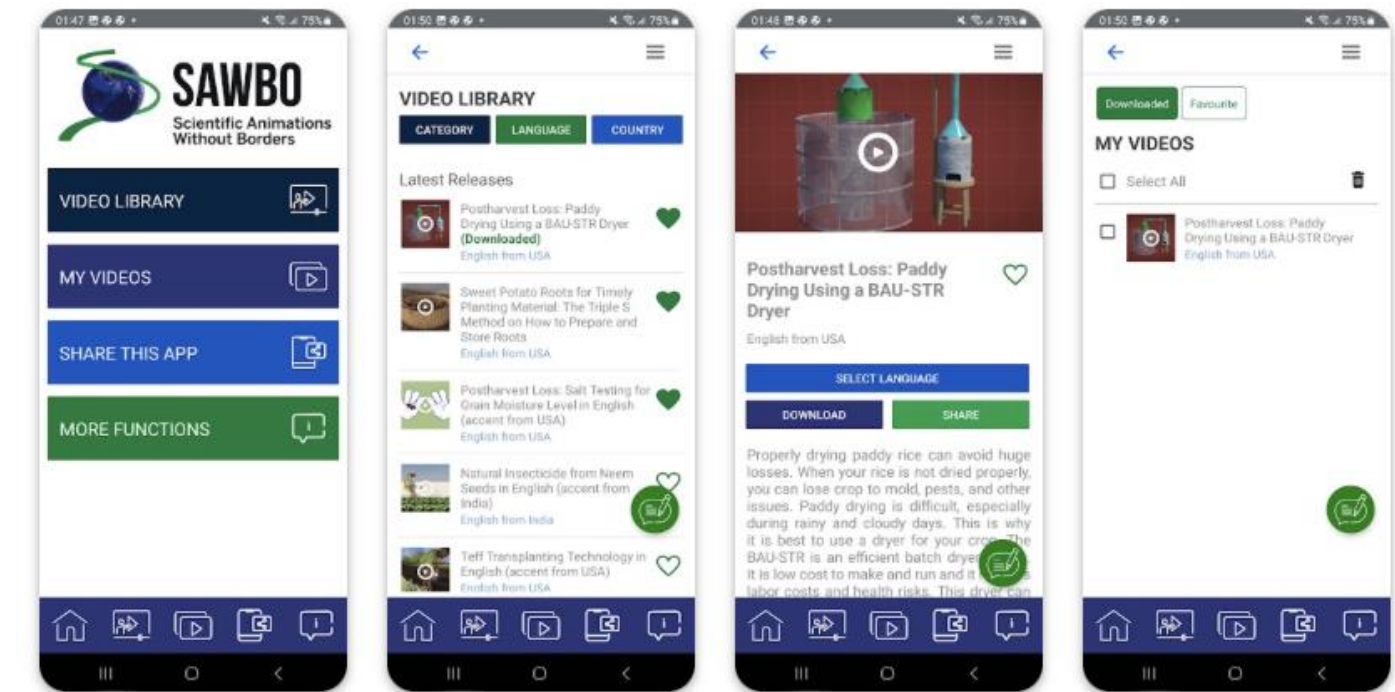 01:47
75%
SAWBO
Scientific Animations
Without Borders
VIDEO LIBRARY
MY VIDEOS
SHARE THIS APP
MORE FUNCTIONS
01:50
75%
VIDEO LIBRARY
CATEGORY
LANGUAGE
COUNTRY
Latest Releases
Postharvest Loss: Paddy
Drying Using a BAU-STR Dryer
(Downloaded)
English from USA
Sweet Potato Roots for Timely
Planting Material: The Triple S
Method on How to Prepare and
Store Roots
English from USA
Postharvest Loss: Salt Testing for
Grain Moisture Level in English
(accent from USA)
English from USA
Natural Insecticide from Neem
Seeds in English (accent from
India)
English from India
Teff Transplanting Technology in
English (accent from USA)
English from USA
01:48
75%
Postharvest Loss: Paddy
Drying Using a BAU-STR
Dryer
English from USA
SELECT LANGUAGE
DOWNLOAD
SHARE
Properly drying paddy rice can avoid huge
losses. When your rice is not dried properly,
you can lose crop to mold, pests, and other
issues. Paddy drying is difficult, especially
during rainy and cloudy days. This is why
it is best to use a dryer for your crop. The
BAU-STR is an efficient batch dryer
It is low cost to make and run and it
labor costs and health risks. This dryer can
01:50
75%
Downloaded
Favourite
MY VIDEOS
Select All
Postharvest Loss: Paddy
Drying Using a BAU-STR Dryer
English from USA